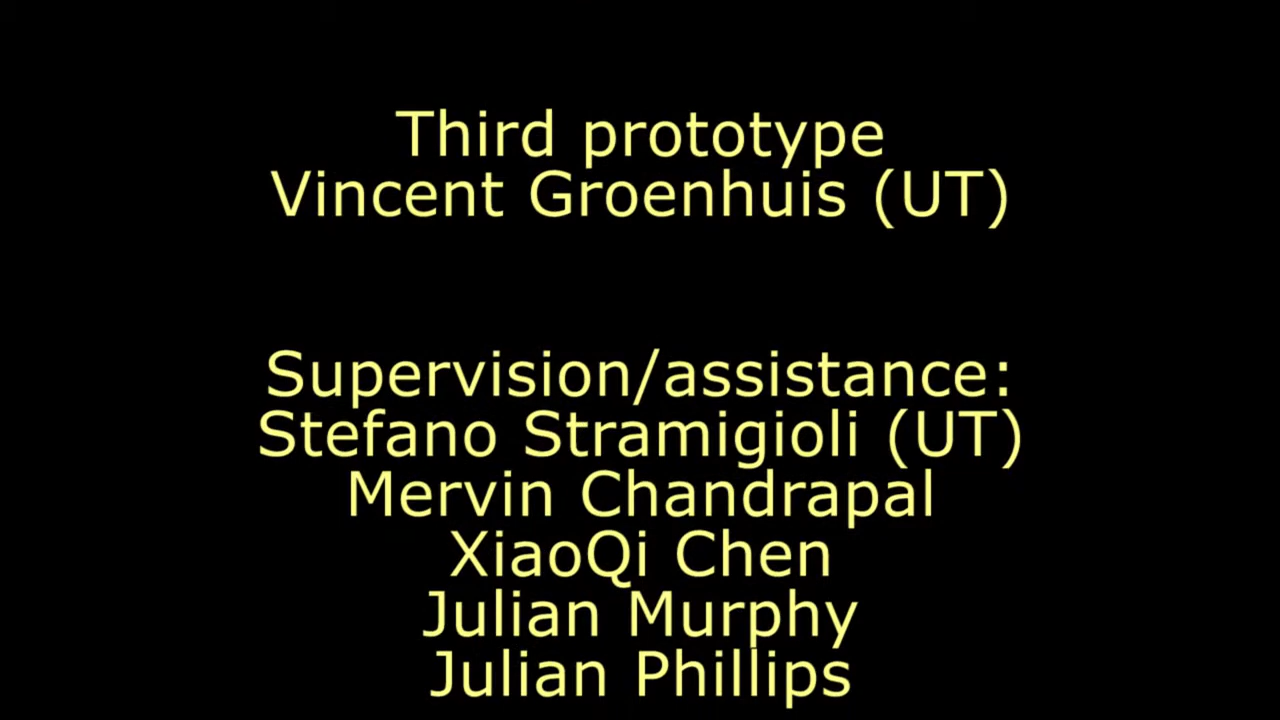 Third prototype
Vincent Groenhuis (UT)
Supervision/assistance:
Stefano Stramigioli (UT)
Mervin Chandrapal
XiaoQi Chen
Julian Murphy
Julian Phillips